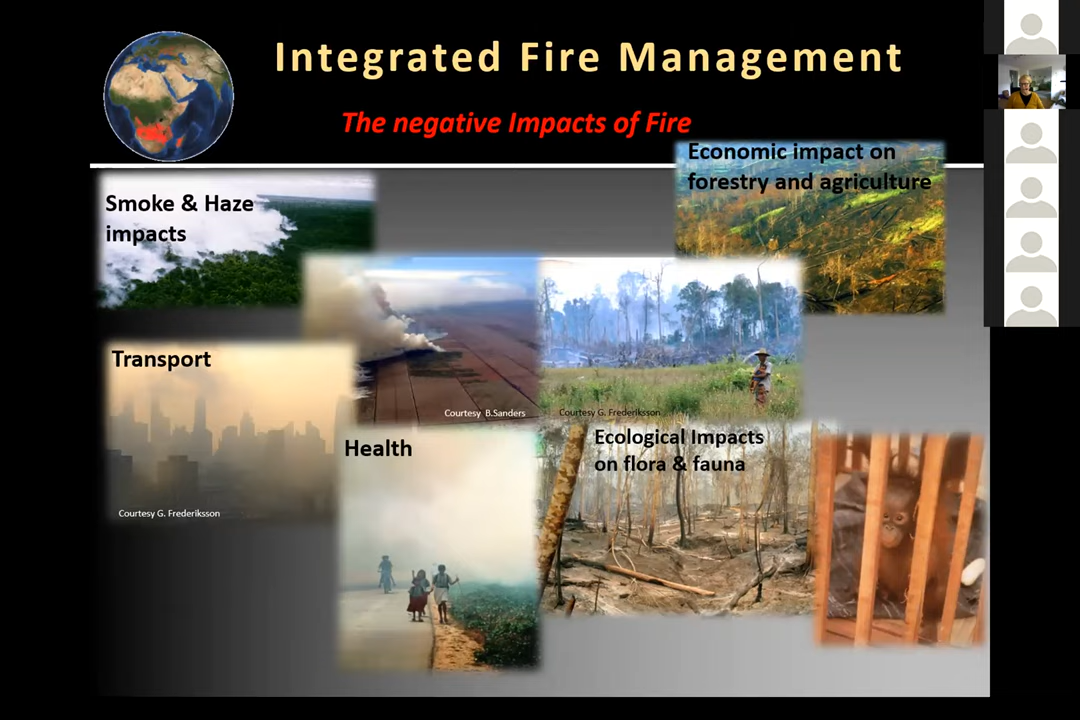 Integrated Fire Management
The negative Impacts of Fire
Economic impact on
forestry and agriculture
Smoke & Haze
impacts
Transport
Courtesy B.Sanders
Courtesy G. Frederiksson
Health
Ecological Impacts
on flora & fauna
Courtesy G. Frederiksson